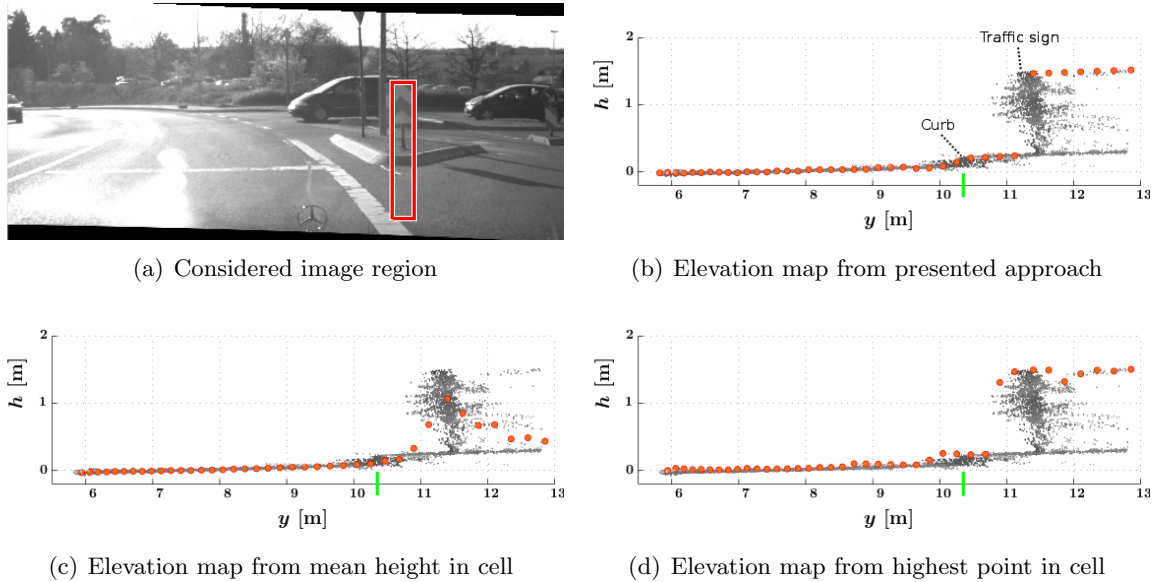 2
Traffic sign
h [m]
1
Curb
0
6 7 8 9 10 11 12 13
y [m]
(a) Considered image region
(b) Elevation map from presented approach
2
h [m]
1
0
6 7 8 9 10 11 12 13
y [m]
2
h [m]
1
0
6 7 8 9 10 11 12 13
y [m]
(c) Elevation map from mean height in cell
(d) Elevation map from highest point in cell